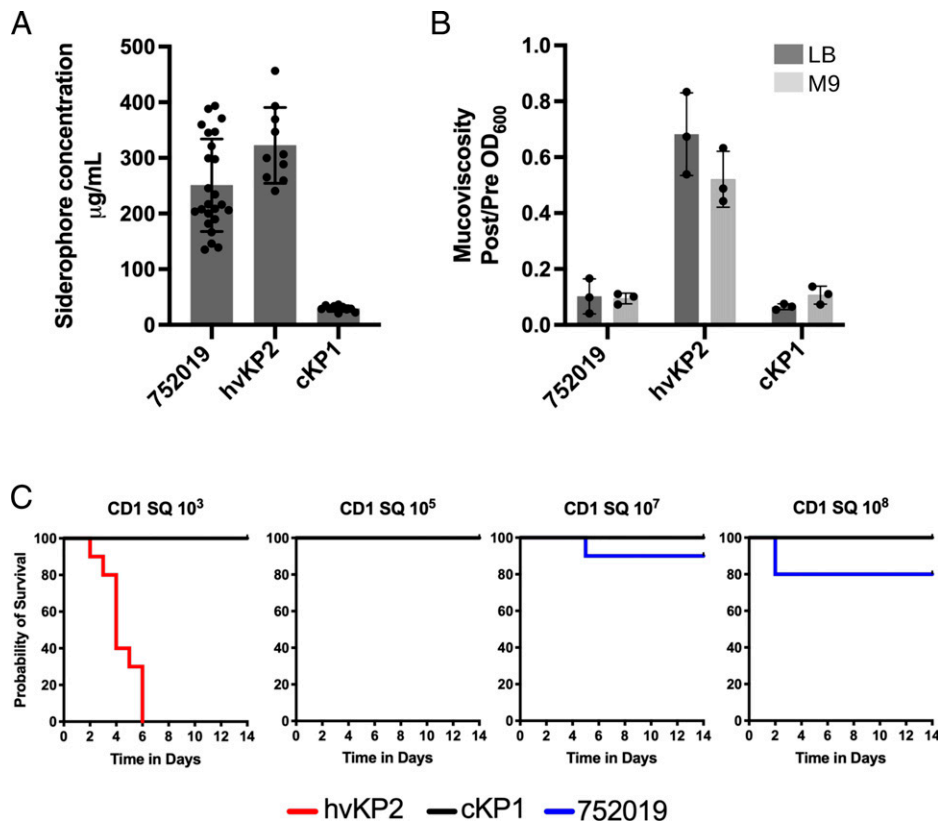 A
Siderophore concentration
μg/mL
500
400
300
200
100
0
752019
hvKP2
cKP1
B
Mucoviscosity
Post/Pre OD600
1.0
0.8
0.6
0.4
0.2
0.0
752019
hvKP2
cKP1
LB
M9
C
CD1 SQ 10³
Probability of Survival
100
80
60
40
20
0
0 2 4 6 8 10 12 14
Time in Days
CD1 SQ 10⁵
100
80
60
40
20
0
0 2 4 6 8 10 12 14
Time in Days
CD1 SQ 10⁷
100
80
60
40
20
0
0 2 4 6 8 10 12 14
Time in Days
CD1 SQ 10⁸
100
80
60
40
20
0
0 2 4 6 8 10 12 14
Time in Days
hvKP2 cKP1 752019